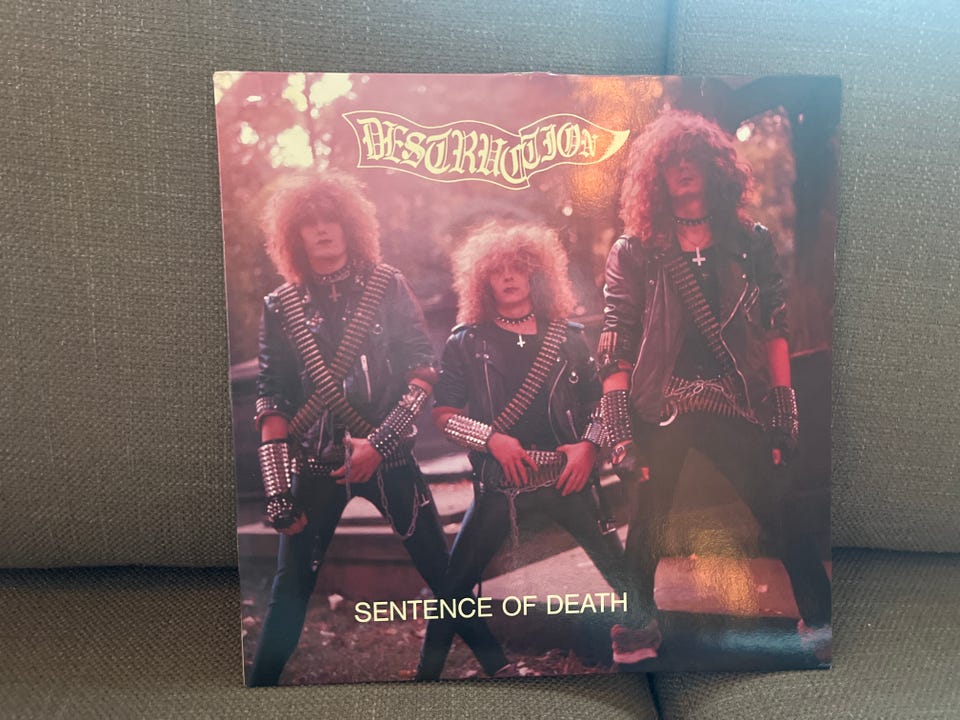 DESTRUCTION
SENTENCE OF DEATH